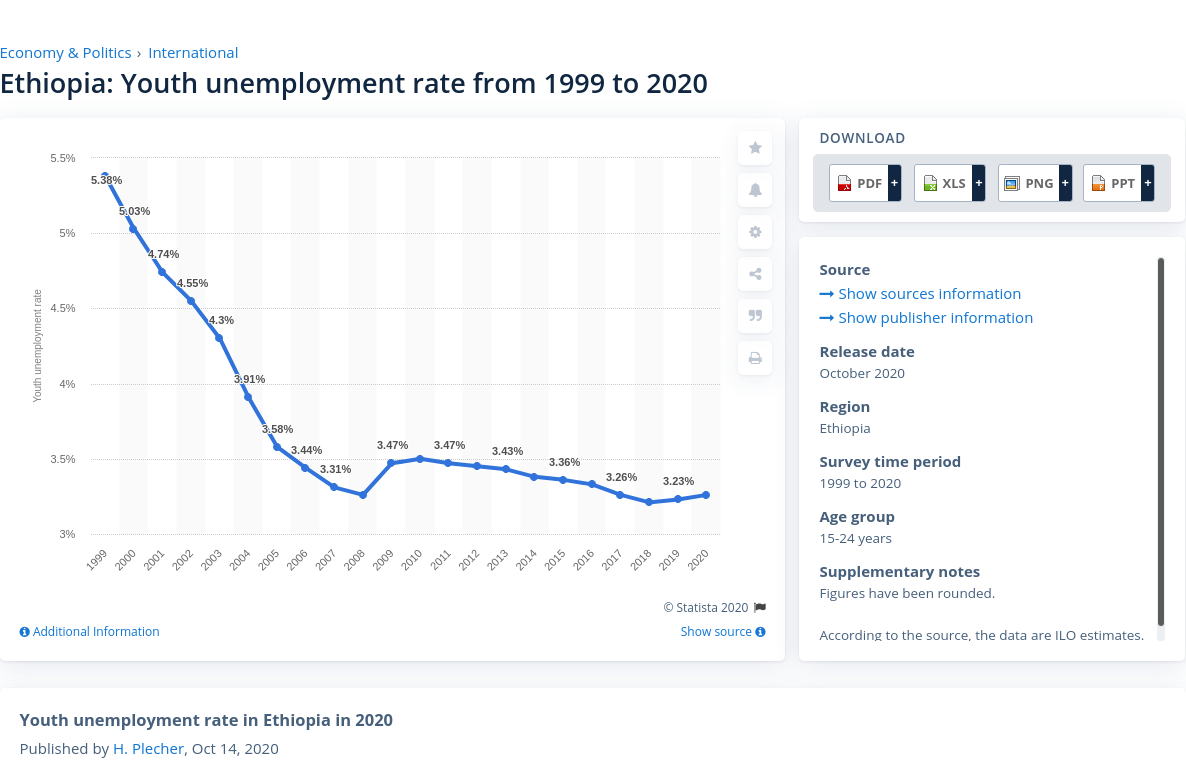 Economy & Politics › International
Ethiopia: Youth unemployment rate from 1999 to 2020
5.5%
5%
4.5%
4%
3.5%
3%
Youth unemployment rate
5.38%
5.03%
4.74%
4.55%
4.3%
3.91%
3.58%
3.44%
3.31%
3.47%
3.47%
3.43%
3.36%
3.26%
3.23%
1999
2000
2001
2002
2003
2004
2005
2006
2007
2008
2009
2010
2011
2012
2013
2014
2015
2016
2017
2018
2019
2020
© Statista 2020
Additional Information
Show source
DOWNLOAD
PDF +
XLS +
PNG +
PPT +
Source
Show sources information
Show publisher information
Release date
October 2020
Region
Ethiopia
Survey time period
1999 to 2020
Age group
15-24 years
Supplementary notes
Figures have been rounded.
According to the source, the data are ILO estimates.
Youth unemployment rate in Ethiopia in 2020
Published by H. Plecher, Oct 14, 2020